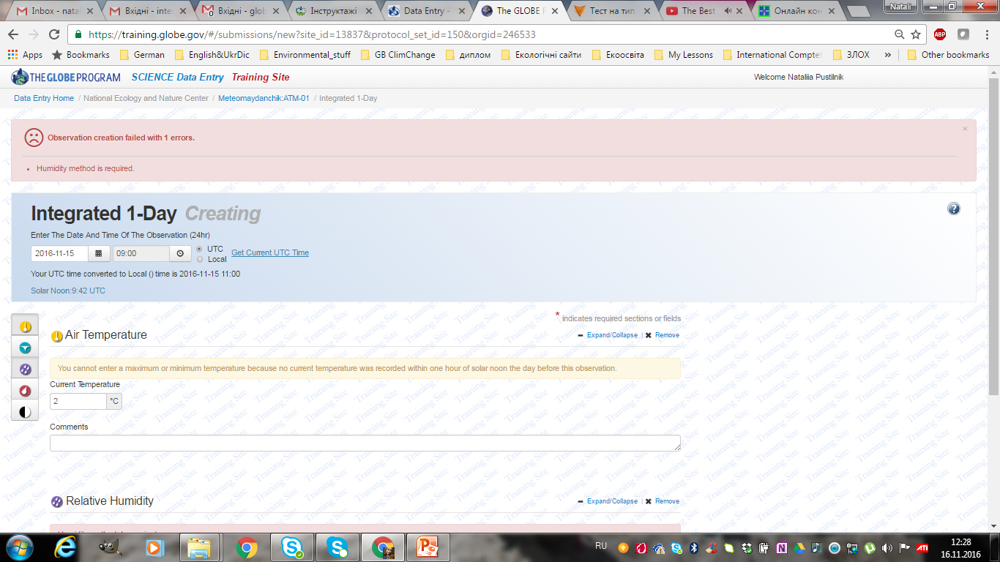 Inbox - natal
Вхідні - inter
Вхідні - glob
Інструктажі
Data Entry -
The GLOBE P
Тест на тип
The Best
Онлайн кон
Natali
https://training.globe.gov/#/submissions/new?site_id=13837&protocol_set_id=150&orgid=246533
ABP
Apps
Bookmarks
German
English&UkrDic
Environmental_stuff
GB ClimChange
диплом
Екологічні сайти
Екоосвіта
My Lessons
International Comptet
ЗЛОХ
»
Other bookmarks
THE GLOBE PROGRAM SCIENCE Data Entry Training Site
Welcome Nataliia Pustilnik
Data Entry Home / National Ecology and Nature Center / Meteomaydanchik:ATM-01 / Integrated 1-Day
Observation creation failed with 1 errors.
×
• Humidity method is required.
Integrated 1-Day Creating
?
Enter The Date And Time Of The Observation (24hr)
2016-11-15
09:00
UTC
Local
Get Current UTC Time
Your UTC time converted to Local () time is 2016-11-15 11:00
Solar Noon:9:42 UTC
* indicates required sections or fields
Air Temperature
Expand/Collapse | ✖ Remove
You cannot enter a maximum or minimum temperature because no current temperature was recorded within one hour of solar noon the day before this observation.
Current Temperature
2 °C
Comments
Relative Humidity
Expand/Collapse | ✖ Remove
RU
ATI
12:28
16.11.2016